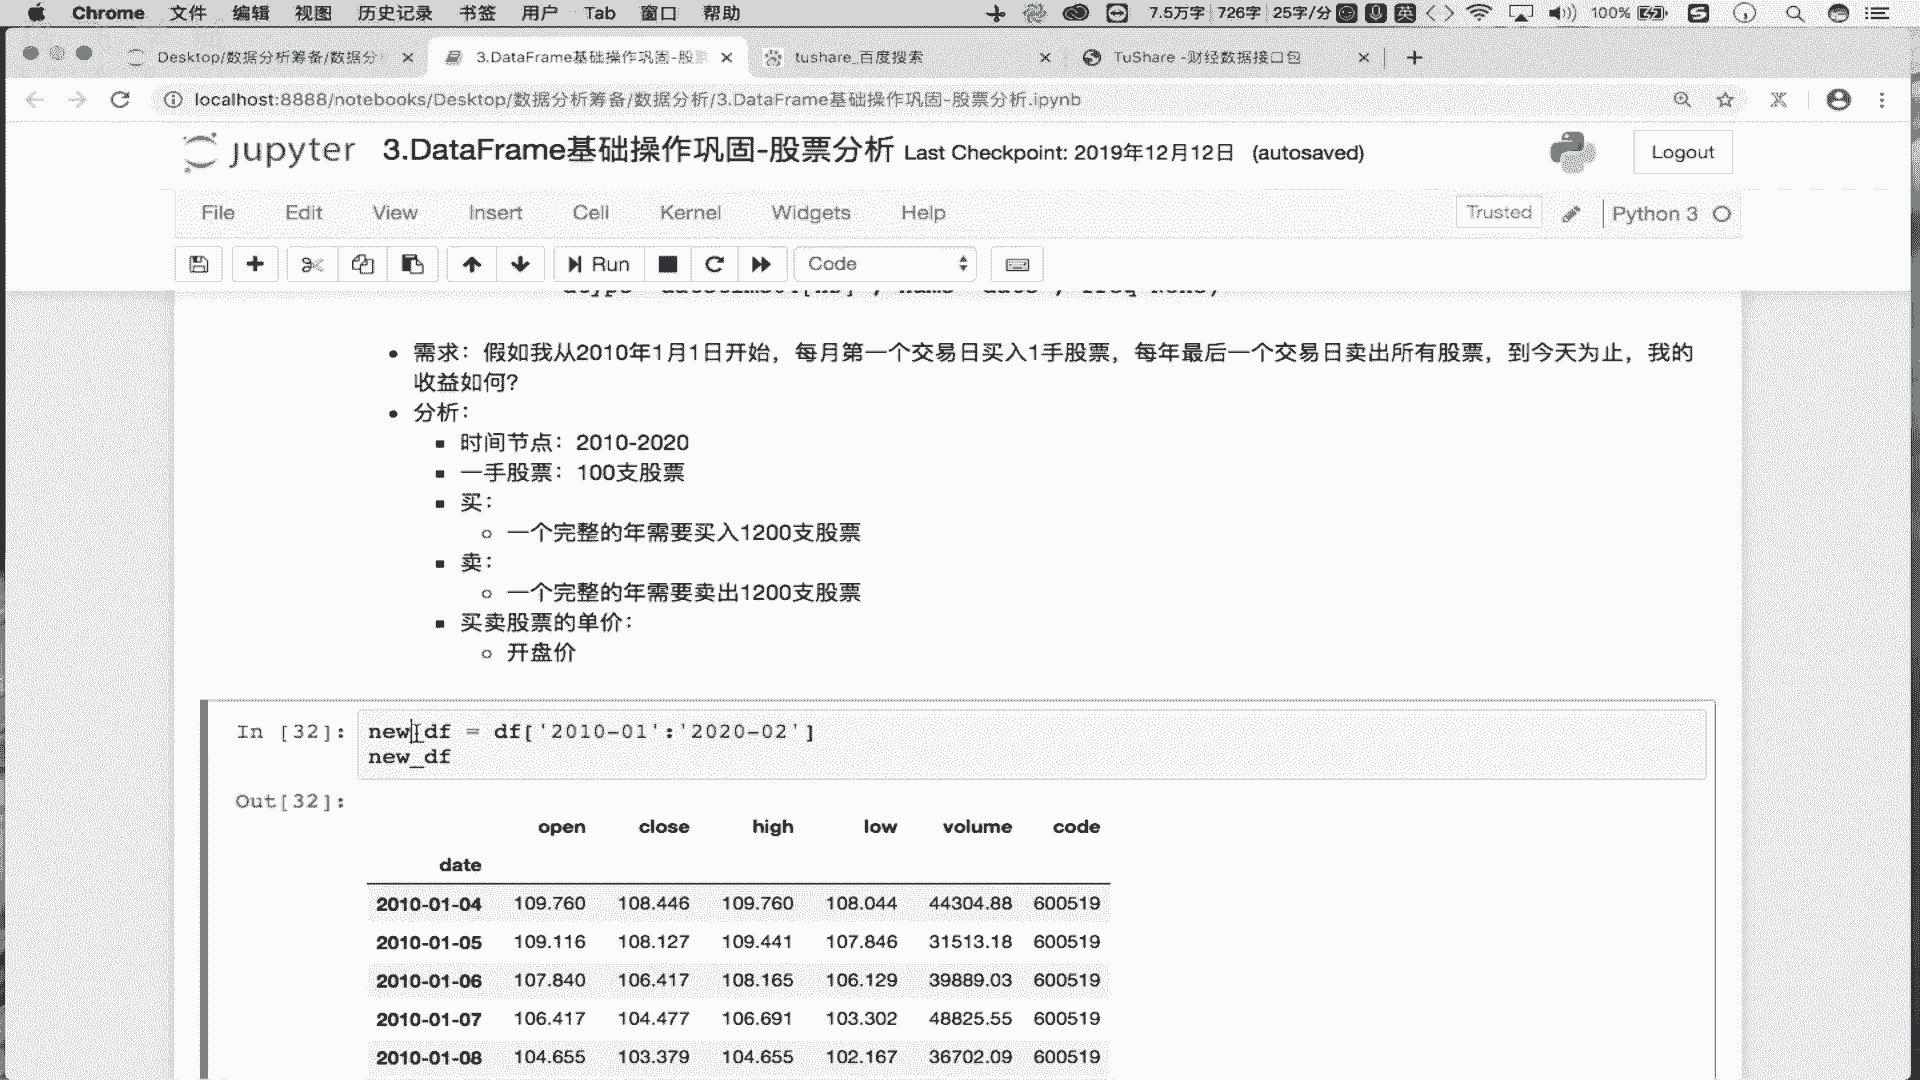 Chrome 文件 编辑 视图 历史记录 书签 用户 Tab 窗口 帮助 7.5万字 726字 25字/分 英 100%
Desktop/数据分析筹备/数据分
3.DataFrame基础操作巩固-股票
tushare_百度搜索
TuShare -财经数据接口包
localhost:8888/notebooks/Desktop/数据分析筹备/数据分析/3.DataFrame基础操作巩固-股票分析.ipynb
jupyter 3.DataFrame基础操作巩固-股票分析 Last Checkpoint: 2019年12月12日 (autosaved) Logout
File Edit View Insert Cell Kernel Widgets Help Trusted Python 3
Run Code
需求：假如我从2010年1月1日开始，每月第一个交易日买入1手股票，每年最后一个交易日卖出所有股票，到今天为止，我的
收益如何？
分析：
时间节点：2010-2020
一手股票：100支股票
买：
一个完整的年需要买入1200支股票
卖：
一个完整的年需要卖出1200支股票
买卖股票的单价：
开盘价
In [32]: new_df = df['2010-01':'2020-02']
new_df
Out[32]:
open close high low volume code
date
2010-01-04 109.760 108.446 109.760 108.044 44304.88 600519
2010-01-05 109.116 108.127 109.441 107.846 31513.18 600519
2010-01-06 107.840 106.417 108.165 106.129 39889.03 600519
2010-01-07 106.417 104.477 106.691 103.302 48825.55 600519
2010-01-08 104.655 103.379 104.655 102.167 36702.09 600519